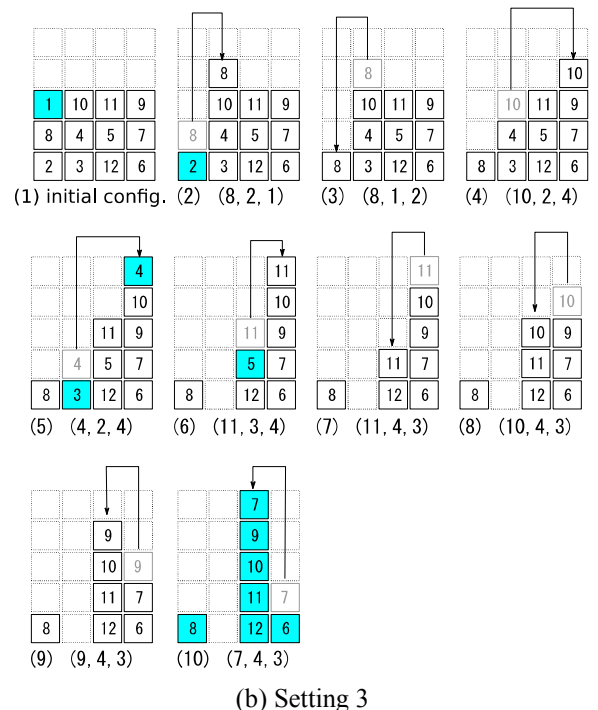 8 8 10
1 10 11 9 10 11 9 10 11 9 10 11 9
8 4 5 7 8 4 5 7 4 5 7 4 5 7
2 3 12 6 2 3 12 6 8 3 12 6 8 3 12 6
(1) initial config. (2) (8, 2, 1) (3) (8, 1, 2) (4) (10, 2, 4)
4 11 11
10 10 10 10
11 9 11 9 9 10 9
4 5 7 5 7 11 7 11 7
8 3 12 6 8 12 6 8 12 6 8 12 6
(5) (4, 2, 4) (6) (11, 3, 4) (7) (11, 4, 3) (8) (10, 4, 3)
7
9 9
10 9 10
11 7 11 7
8 12 6 8 12 6
(9) (9, 4, 3) (10) (7, 4, 3)
(b) Setting 3